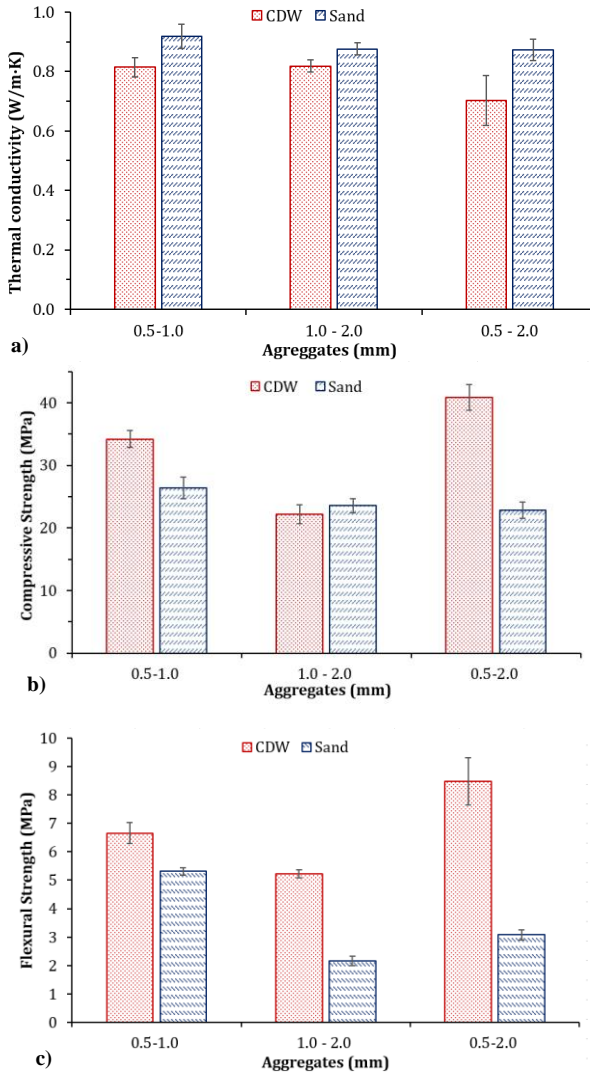 CDW Sand
Thermal conductivity (W/m·K)
1.0
0.8
0.6
0.4
0.2
0.0
0.5-1.0 1.0 - 2.0 0.5 - 2.0
Agreggates (mm)
a)
CDW Sand
Compressive Strength (MPa)
40
30
20
10
0
0.5-1.0 1.0 - 2.0 0.5-2.0
Aggregates (mm)
b)
CDW Sand
Flexural Strength (MPa)
10
9
8
7
6
5
4
3
2
1
0
0.5-1.0 1.0 - 2.0 0.5-2.0
Aggregates (mm)
c)